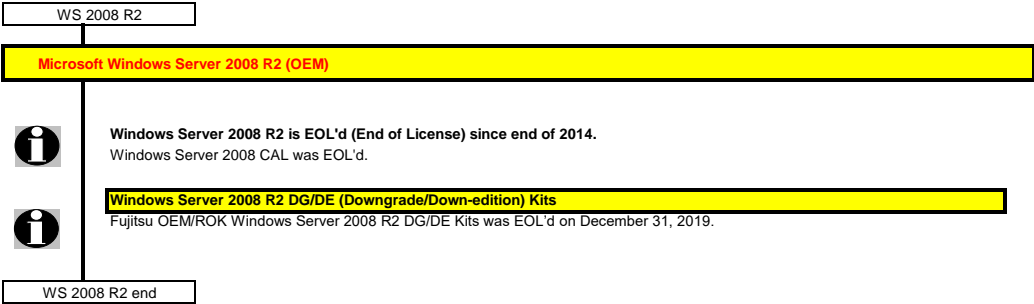 WS 2008 R2
Microsoft Windows Server 2008 R2 (OEM)
Windows Server 2008 R2 is EOL'd (End of License) since end of 2014.
Windows Server 2008 CAL was EOL'd.
Windows Server 2008 R2 DG/DE (Downgrade/Down-edition) Kits
Fujitsu OEM/ROK Windows Server 2008 R2 DG/DE Kits was EOL'd on December 31, 2019.
WS 2008 R2 end